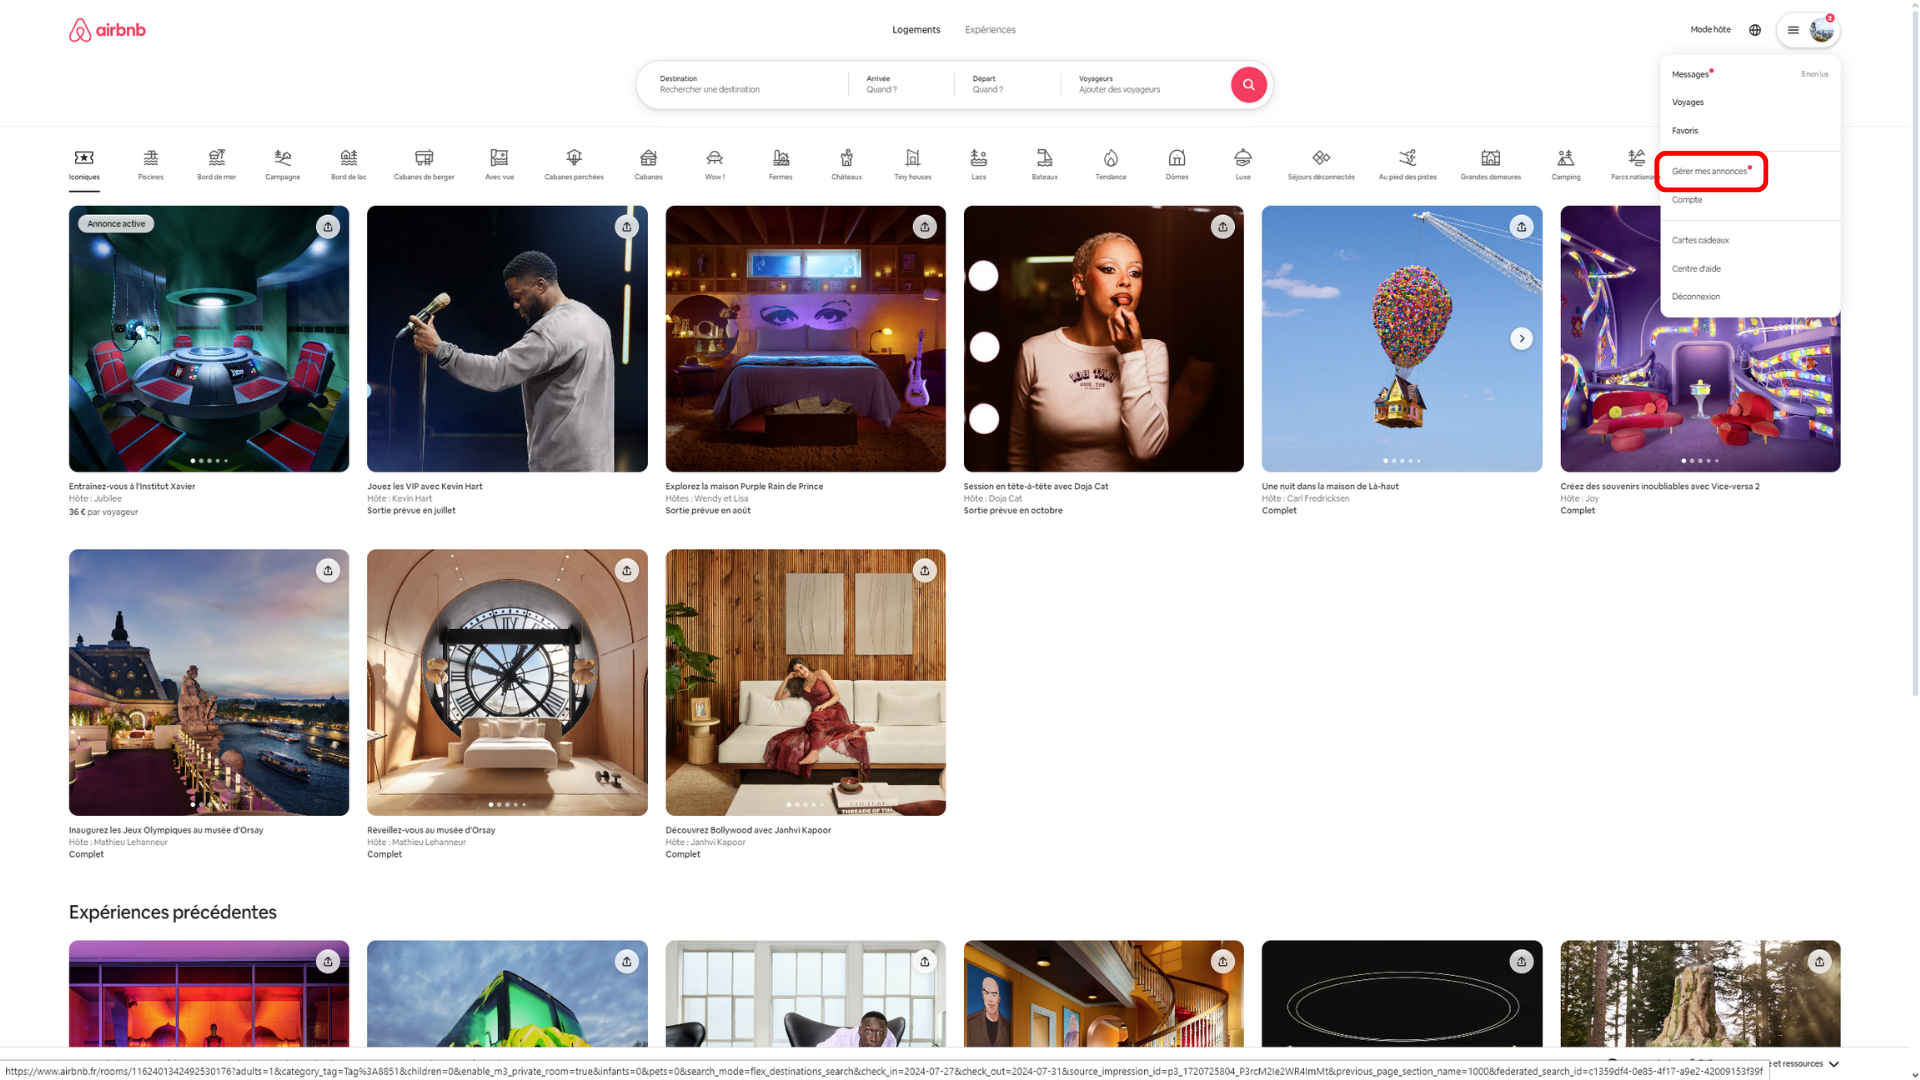 airbnb
Logements
Expériences
Mode hôte
2
Destination
Rechercher une destination
Arrivée
Quand ?
Départ
Quand ?
Voyageurs
Ajouter des voyageurs
Messages
5 non lus
Voyages
Favoris
Gérer mes annonces
Compte
Cartes cadeaux
Centre d'aide
Déconnexion
Iconiques
Piscines
Bord de mer
Campagne
Bord de lac
Cabanes de berger
Avec vue
Cabanes perchées
Cabanes
Wow !
Fermes
Châteaux
Tiny houses
Lacs
Bateaux
Tendance
Dômes
Luxe
Séjours déconnectés
Au pied des pistes
Grandes demeures
Camping
Parcs nationa
Annonce active
Entraînez-vous à l'Institut Xavier
Hôte : Jubilee
36 € par voyageur
Jouez les VIP avec Kevin Hart
Hôte : Kevin Hart
Sortie prévue en juillet
Explorez la maison Purple Rain de Prince
Hôtes : Wendy et Lisa
Sortie prévue en août
Session en tête-à-tête avec Doja Cat
Hôte : Doja Cat
Sortie prévue en octobre
Une nuit dans la maison de Là-haut
Hôte : Carl Fredricksen
Complet
Créez des souvenirs inoubliables avec Vice-versa 2
Hôte : Joy
Complet
Inaugurez les Jeux Olympiques au musée d'Orsay
Hôte : Mathieu Lehanneur
Complet
Réveillez-vous au musée d'Orsay
Hôte : Mathieu Lehanneur
Complet
Découvrez Bollywood avec Janhvi Kapoor
Hôte : Janhvi Kapoor
Complet
Expériences précédentes
et ressources
https://www.airbnb.fr/rooms/1162401342492530176?adults=1&category_tag=Tag%3A8851&children=0&enable_m3_private_room=true&infants=0&pets=0&search_mode=flex_destinations_search&check_in=2024-07-27&check_out=2024-07-31&source_impression_id=p3_1720725804_P3rcM2Ie2WR4ImMt&previous_page_section_name=1000&federated_search_id=c1359df4-0e85-4f17-a9e2-42009153f39f